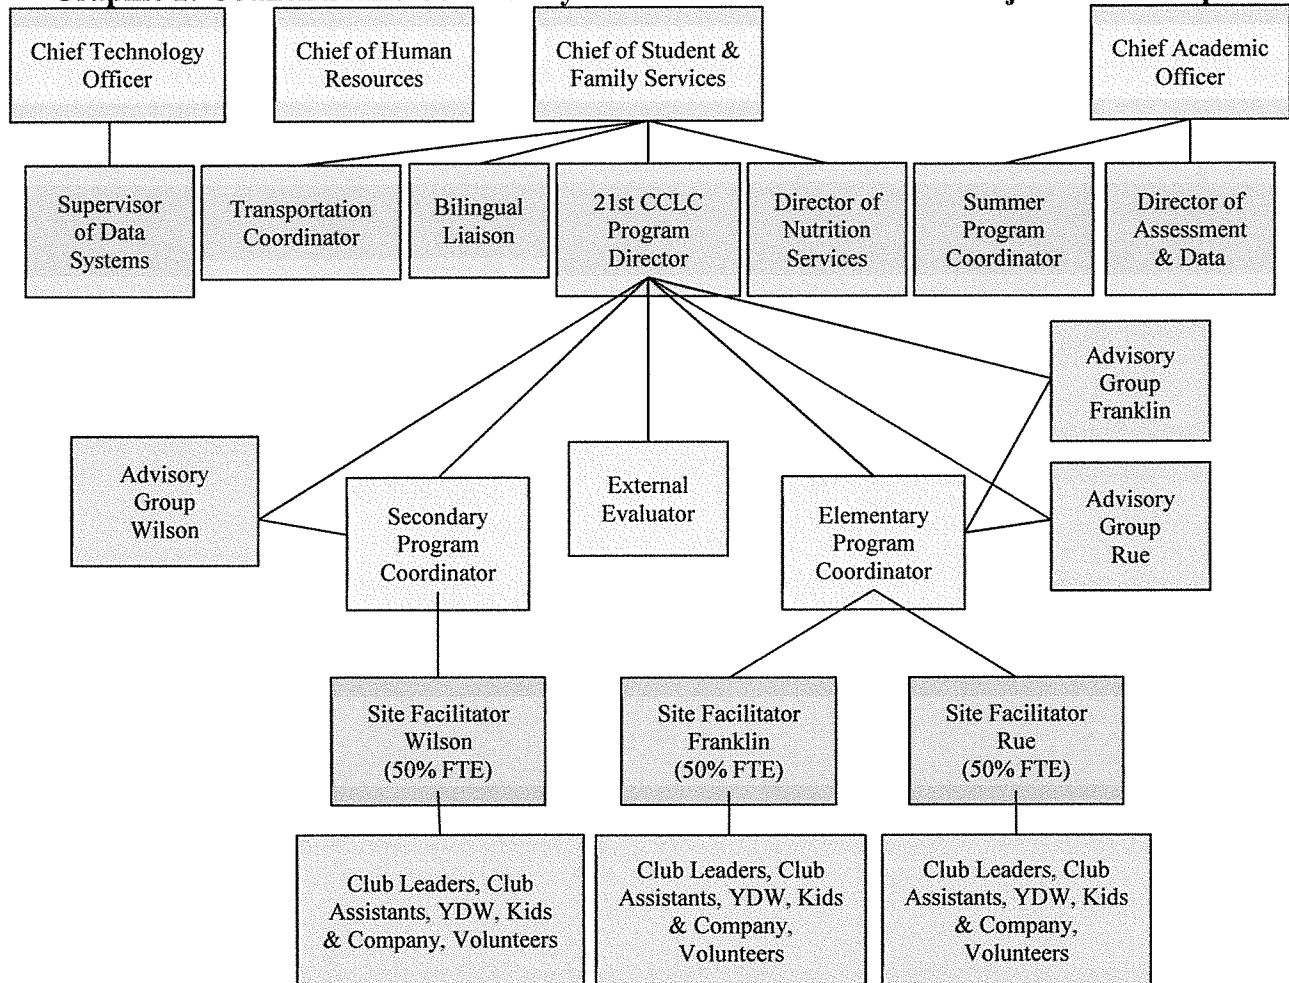 Chief Technology
Officer
Chief of Human
Resources
Chief of Student &
Family Services
Chief Academic
Officer
Supervisor
of Data
Systems
Transportation
Coordinator
Bilingual
Liaison
21st CCLC
Program
Director
Director of
Nutrition
Services
Summer
Program
Coordinator
Director of
Assessment
& Data
Advisory
Group
Franklin
Advisory
Group
Wilson
Secondary
Program
Coordinator
External
Evaluator
Elementary
Program
Coordinator
Advisory
Group
Rue
Site Facilitator
Wilson
(50% FTE)
Site Facilitator
Franklin
(50% FTE)
Site Facilitator
Rue
(50% FTE)
Club Leaders, Club
Assistants, YDW, Kids
& Company, Volunteers
Club Leaders, Club
Assistants, YDW, Kids
& Company,
Volunteers
Club Leaders, Club
Assistants, YDW, Kids
& Company,
Volunteers